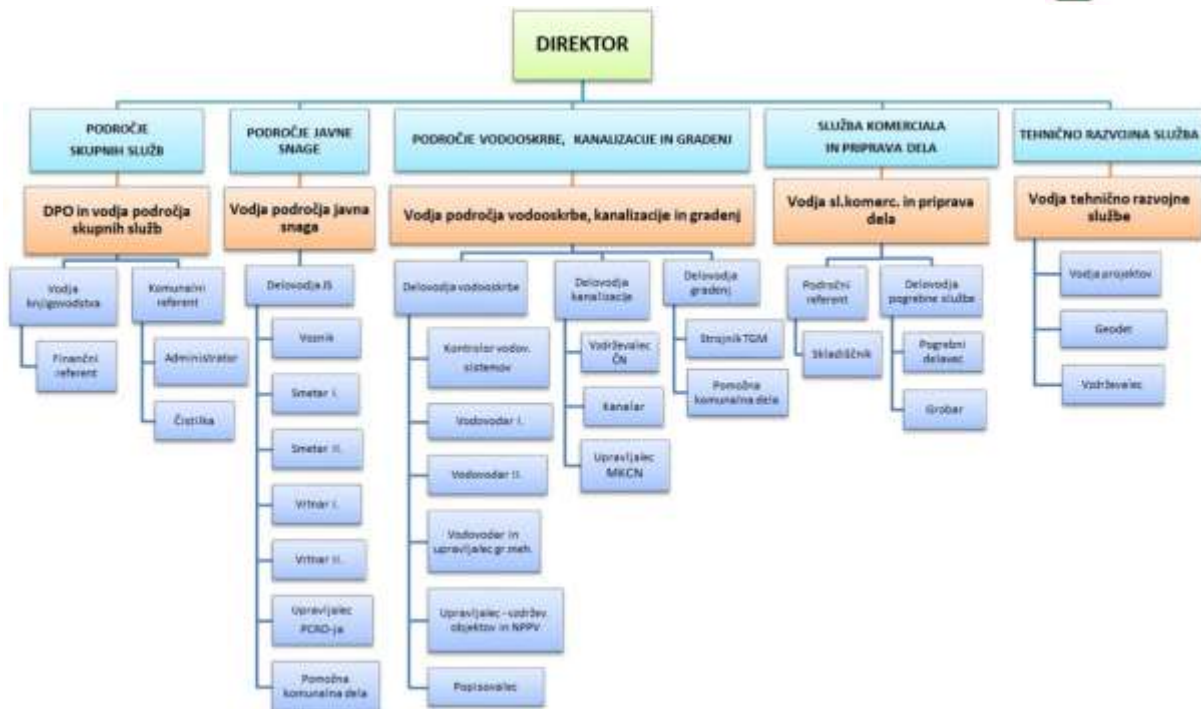 DIREKTOR
PODROČJE
SKUPNIH SLUŽB
PODROČJE JAVNE
SNAGE
PODROČJE VODOOSKRBE, KANALIZACIJE IN GRADENJ
SLUŽBA KOMERCIALA
IN PRIPRAVA DELA
TEHNIČNO RAZVOJNA SLUŽBA
DPO in vodja področja
skupnih služb
Vodja področja javna
snaga
Vodja področja vodooskrbe, kanalizacije in gradenj
Vodja sl.komerc. in priprava
dela
Vodja tehnično razvojne
službe
Vodja
knjigovodstva
Finančni
referent
Komunalni
referent
Administrator
Čistilka
Delovodja JS
Voznik
Smetar I.
Smetar II.
Vrtnar I.
Vrtnar II.
Upravljalec
PCRO-ja
Pomožna
komunalna dela
Delovodja vodooskrbe
Kontrolor vodov.
sistemov
Vodovodar I.
Vodovodar II.
Vodovodar in
upravljalec gr.meh.
Upravljalec - vzdržev.
objektov in NPPV
Popisovalec
Delovodja
kanalizacije
Vzdrževalec
ČN
Kanalar
Upravljalec
MKČN
Delovodja
gradenj
Strojnik TGM
Pomožna
komunalna dela
Področni
referent
Skladiščnik
Delovodja
pogrebne službe
Pogrebni
delavec
Grobar
Vodja projektov
Geodet
Vzdrževalec